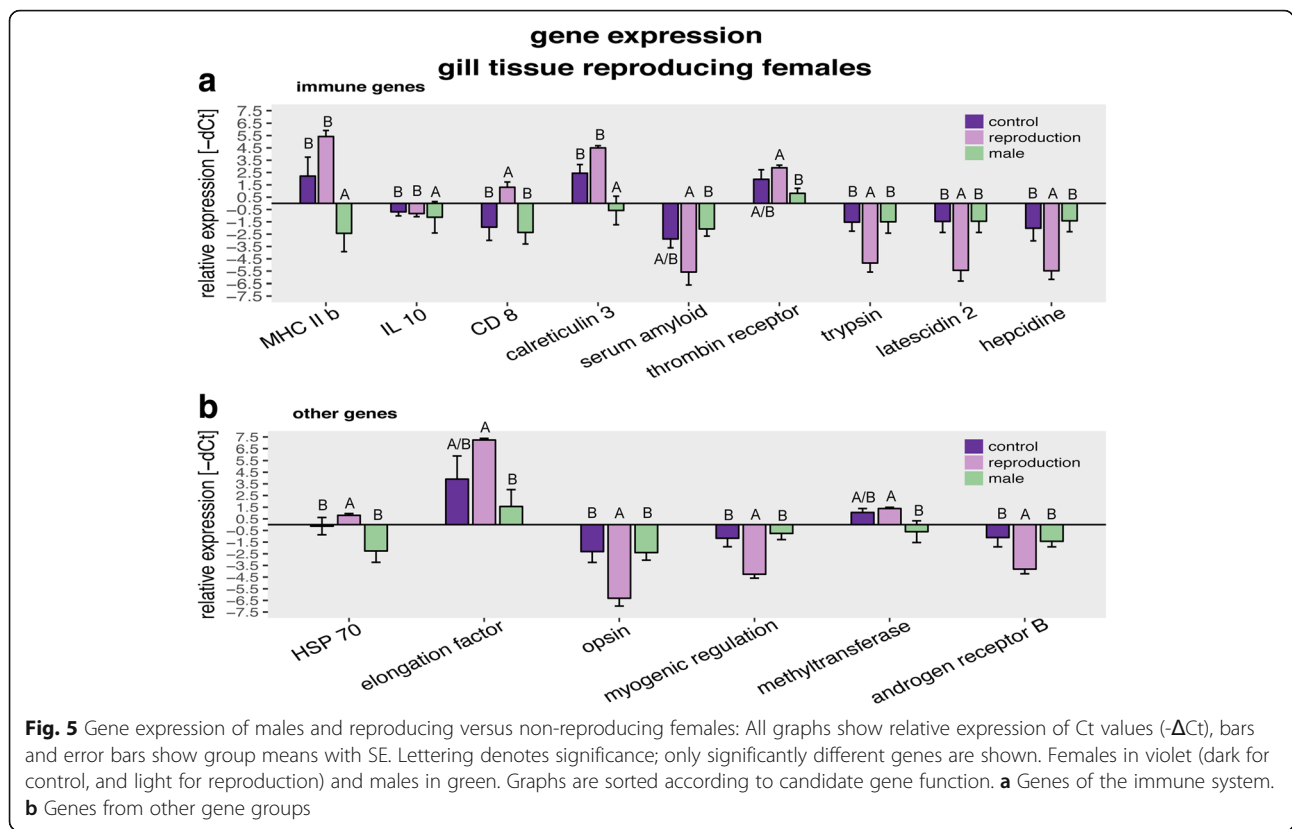 gene expression
gill tissue reproducing females
a
immune genes
relative expression [−dCt]
7.5
6.5
5.5
4.5
3.5
2.5
1.5
0.5
−0.5
−1.5
−2.5
−3.5
−4.5
−5.5
−6.5
−7.5
control
reproduction
male
B B A
B B A
B A B
B B A
A/B A B
A/B A B
B A B
B A B
B A B
MHC II b
IL 10
CD 8
calreticulin 3
serum amyloid
thrombin receptor
trypsin
latescidin 2
hepcidine
b
other genes
relative expression [−dCt]
7.5
6.5
5.5
4.5
3.5
2.5
1.5
0.5
−0.5
−1.5
−2.5
−3.5
−4.5
−5.5
−6.5
−7.5
control
reproduction
male
B A B
A/B A B
B A B
B A B
A/B A B
B A B
HSP 70
elongation factor
opsin
myogenic regulation
methyltransferase
androgen receptor B
Fig. 5 Gene expression of males and reproducing versus non-reproducing females: All graphs show relative expression of Ct values (-ΔCt), bars
and error bars show group means with SE. Lettering denotes significance; only significantly different genes are shown. Females in violet (dark for
control, and light for reproduction) and males in green. Graphs are sorted according to candidate gene function. a Genes of the immune system.
b Genes from other gene groups